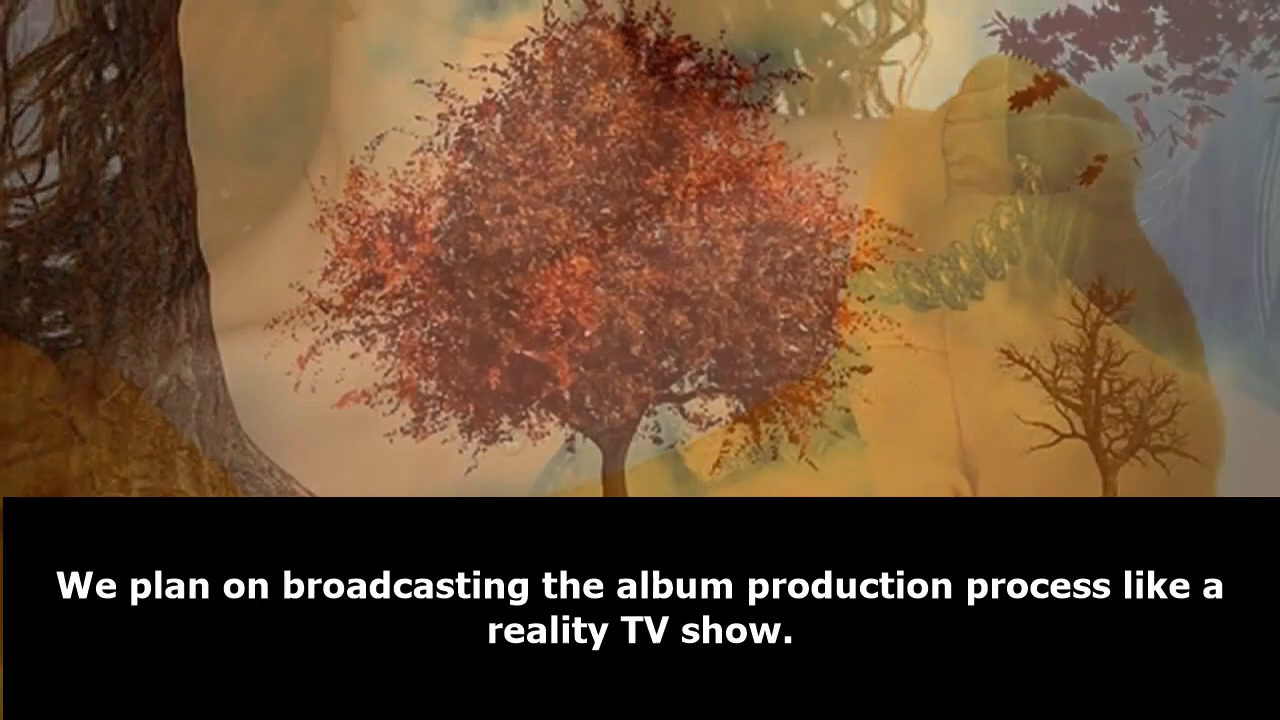 We plan on broadcasting the album production process like a
reality TV show.